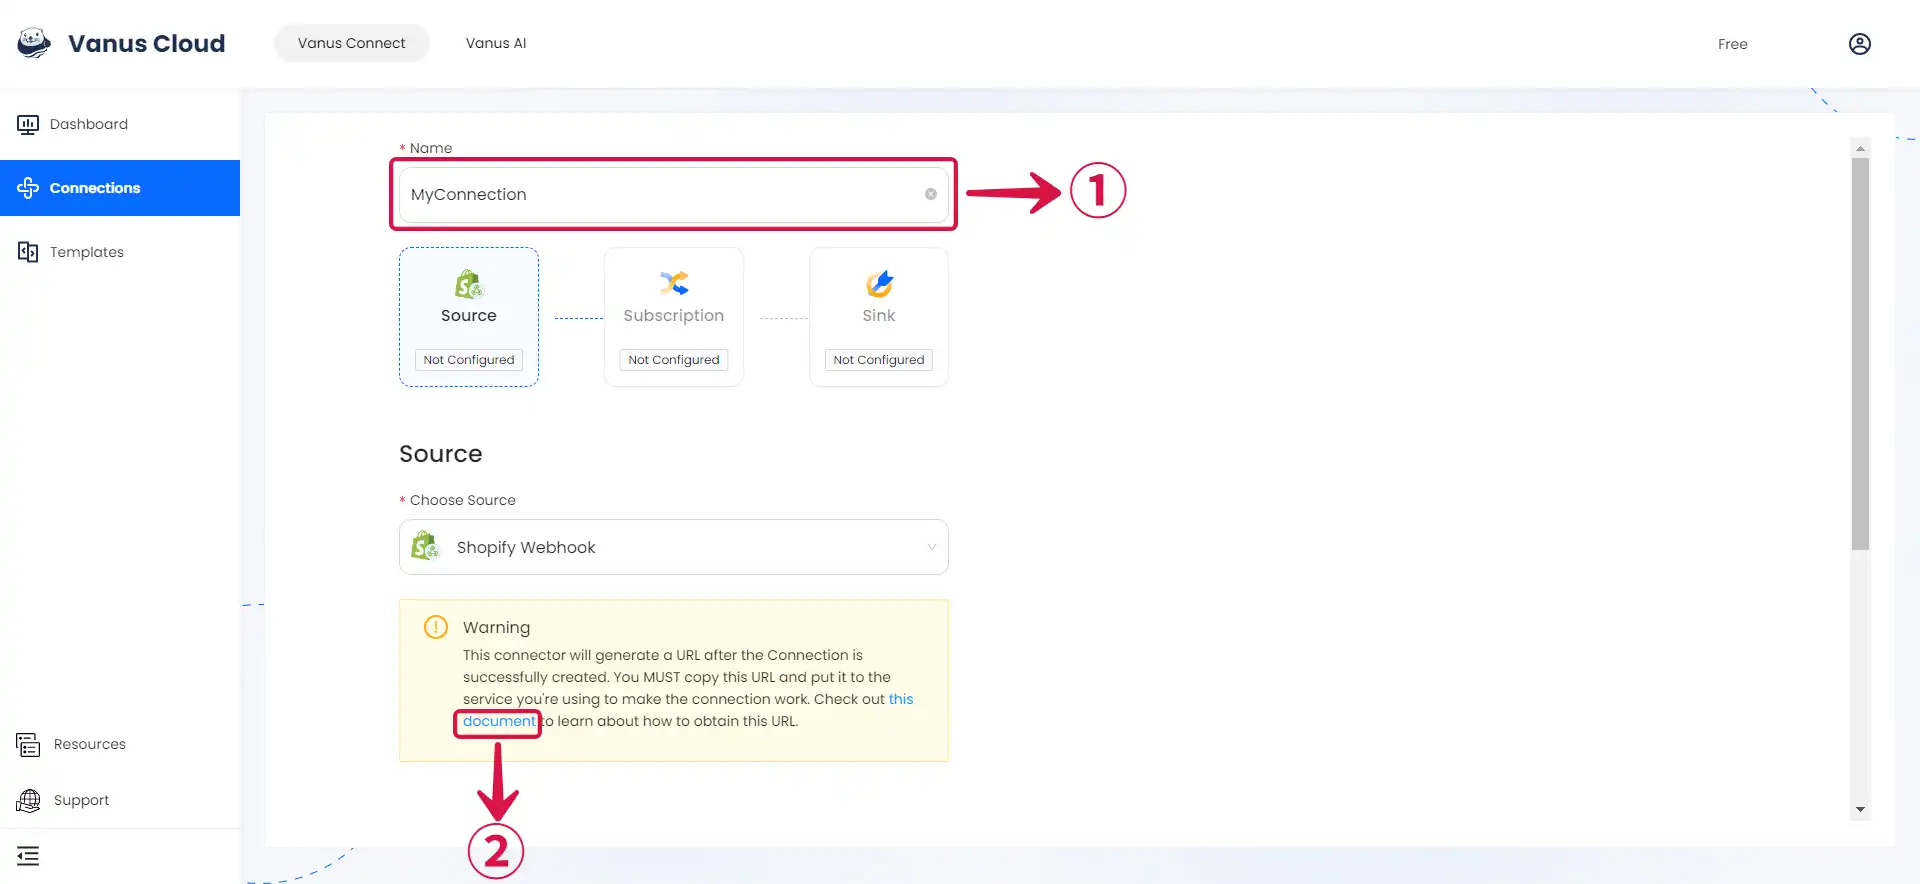 Vanus Cloud
Vanus Connect
Vanus AI
Free
Dashboard
Connections
Templates
Resources
Support
* Name
MyConnection
1
Source
Not Configured
Subscription
Not Configured
Sink
Not Configured
Source
* Choose Source
Shopify Webhook
Warning
This connector will generate a URL after the Connection is
successfully created. You MUST copy this URL and put it to the
service you're using to make the connection work. Check out this
document to learn about how to obtain this URL.
2